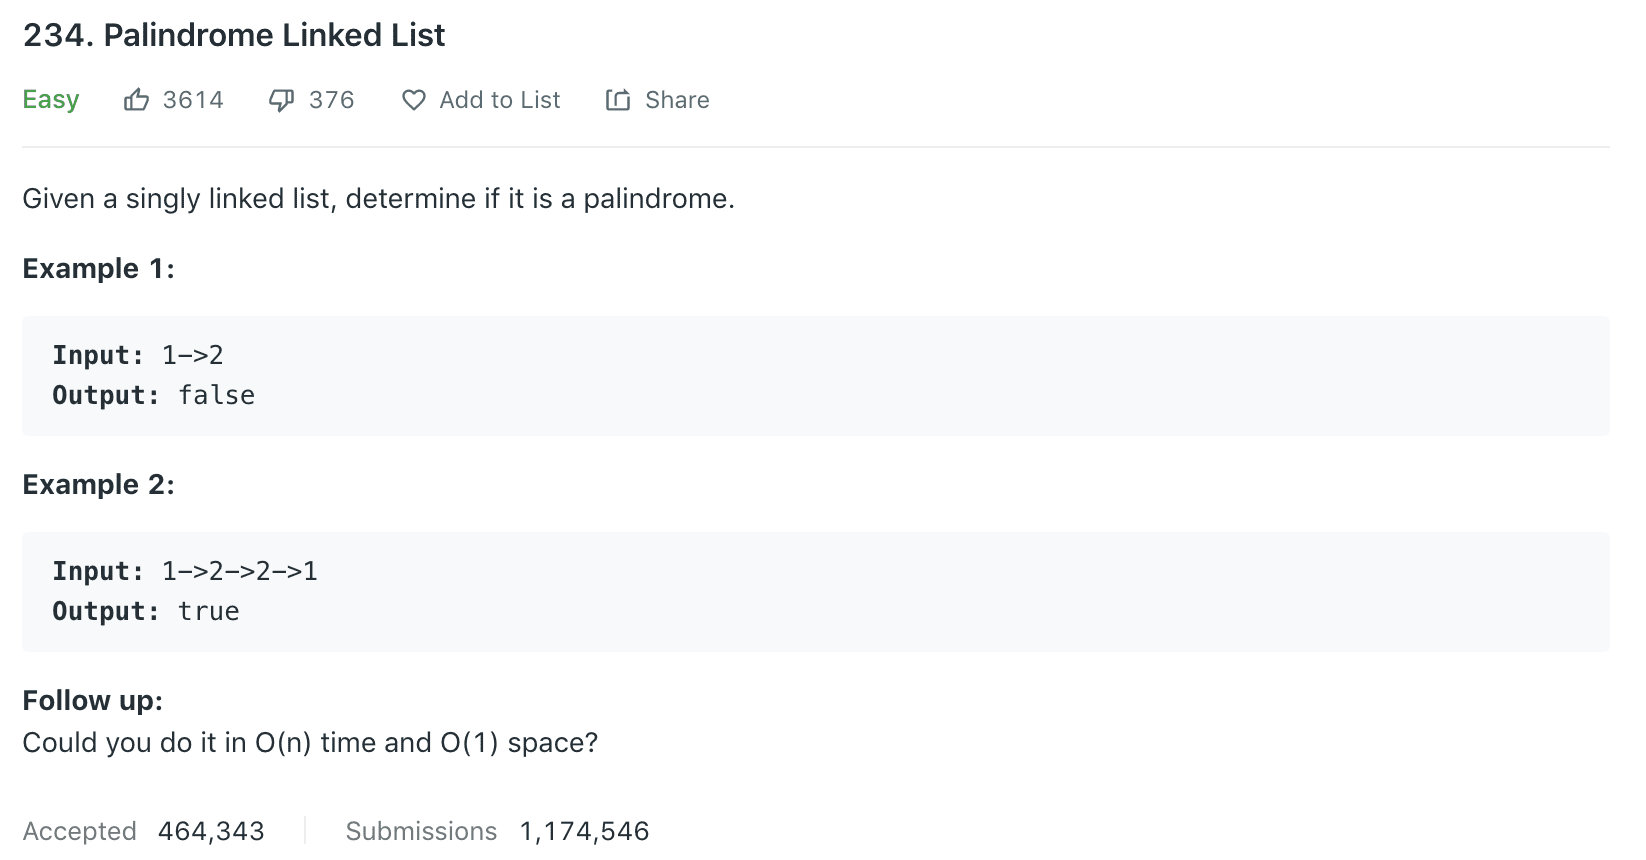 234. Palindrome Linked List
Easy 3614 376 Add to List Share
Given a singly linked list, determine if it is a palindrome.
Example 1:
Input: 1->2
Output: false
Example 2:
Input: 1->2->2->1
Output: true
Follow up:
Could you do it in O(n) time and O(1) space?
Accepted 464,343 Submissions 1,174,546